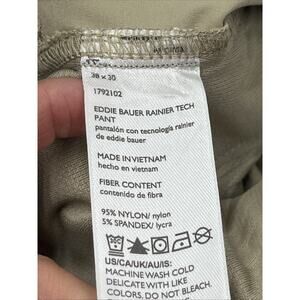 38 x 30
1792102
EDDIE BAUER RAINIER TECH
PANT
pantalón con tecnología rainier
de eddie bauer
MADE IN VIETNAM
hecho en vietnam
FIBER CONTENT
contenido de fibra
95% NYLON/ nylon
5% SPANDEX/ lycra
US/CA/UK/AU/IS:
MACHINE WASH COLD
DELICATE WITH LIKE
COLORS. DO NOT BLEACH.